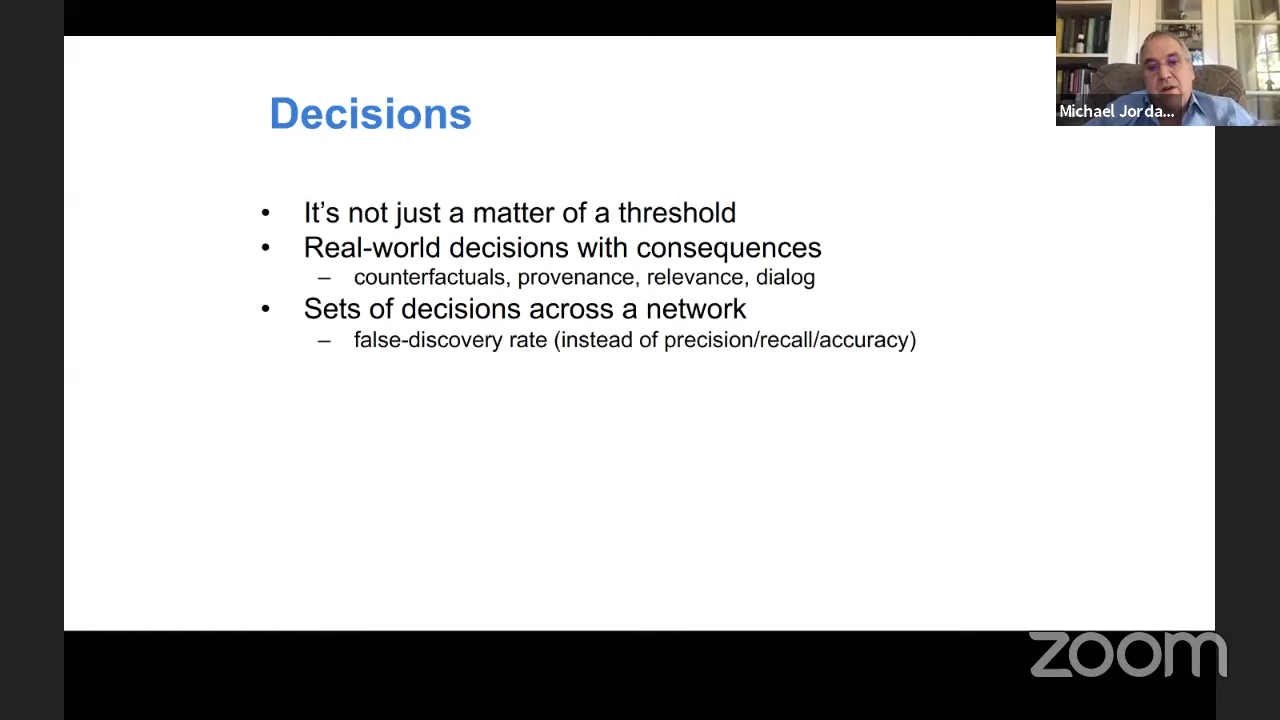 Decisions
Michael Jorda...
• It's not just a matter of a threshold
• Real-world decisions with consequences
– counterfactuals, provenance, relevance, dialog
• Sets of decisions across a network
– false-discovery rate (instead of precision/recall/accuracy)
zoom